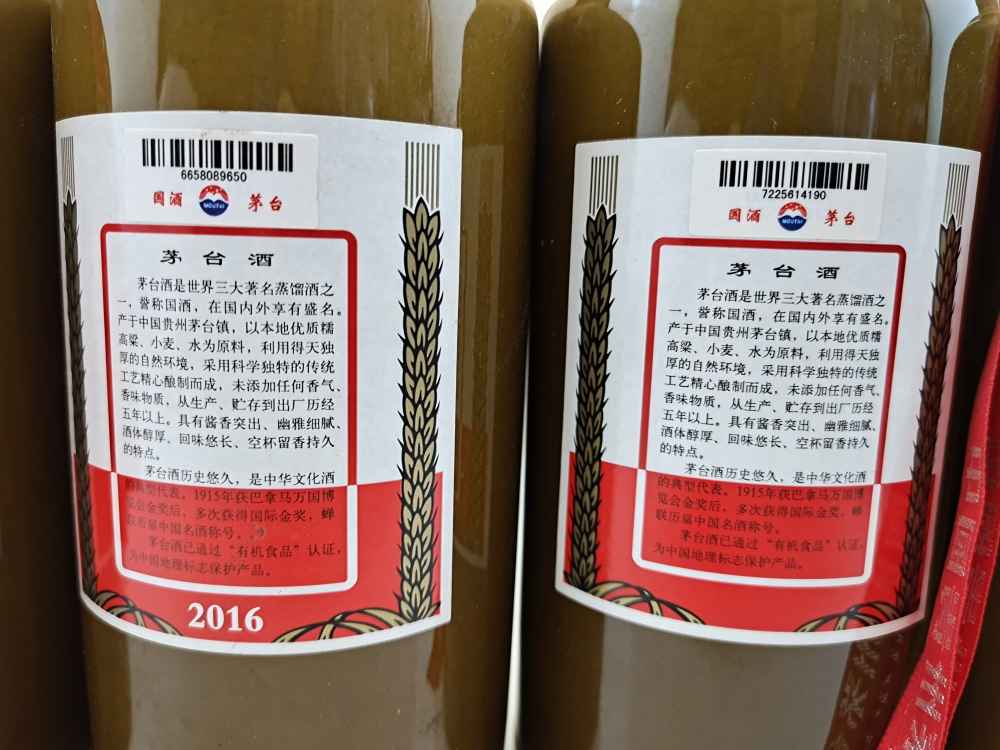 6658089650
国酒 MOUTAI 茅台
茅台酒
茅台酒是世界三大著名蒸馏酒之
一，誉称国酒，在国内外享有盛名。
产于中国贵州茅台镇，以本地优质糯
高粱、小麦、水为原料，利用得天独
厚的自然环境，采用科学独特的传统
工艺精心酿制而成，未添加任何香气、
香味物质，从生产、贮存到出厂历经
五年以上。具有酱香突出、幽雅细腻、
酒体醇厚、回味悠长、空杯留香持久
的特点。
茅台酒历史悠久，是中华文化酒
的典型代表。1915年获巴拿马万国博
览会金奖后，多次获得国际金奖，蝉
联历届中国名酒称号。
茅台酒已通过“有机食品”认证，
为中国地理标志保护产品。
2016
7225614190
国酒 MOUTAI 茅台
茅台酒
茅台酒是世界三大著名蒸馏酒之
一，誉称国酒，在国内外享有盛名。
产于中国贵州茅台镇，以本地优质糯
高粱、小麦、水为原料，利用得天独
厚的自然环境，采用科学独特的传统
工艺精心酿制而成，未添加任何香气、
香味物质，从生产、贮存到出厂历经
五年以上。具有酱香突出、幽雅细腻、
酒体醇厚、回味悠长、空杯留香持久
的特点。
茅台酒历史悠久，是中华文化酒
的典型代表。1915年获巴拿马万国博
览会金奖后，多次获得国际金奖，蝉
联历届中国名酒称号。
茅台酒已通过“有机食品”认证，
为中国地理标志保护产品。